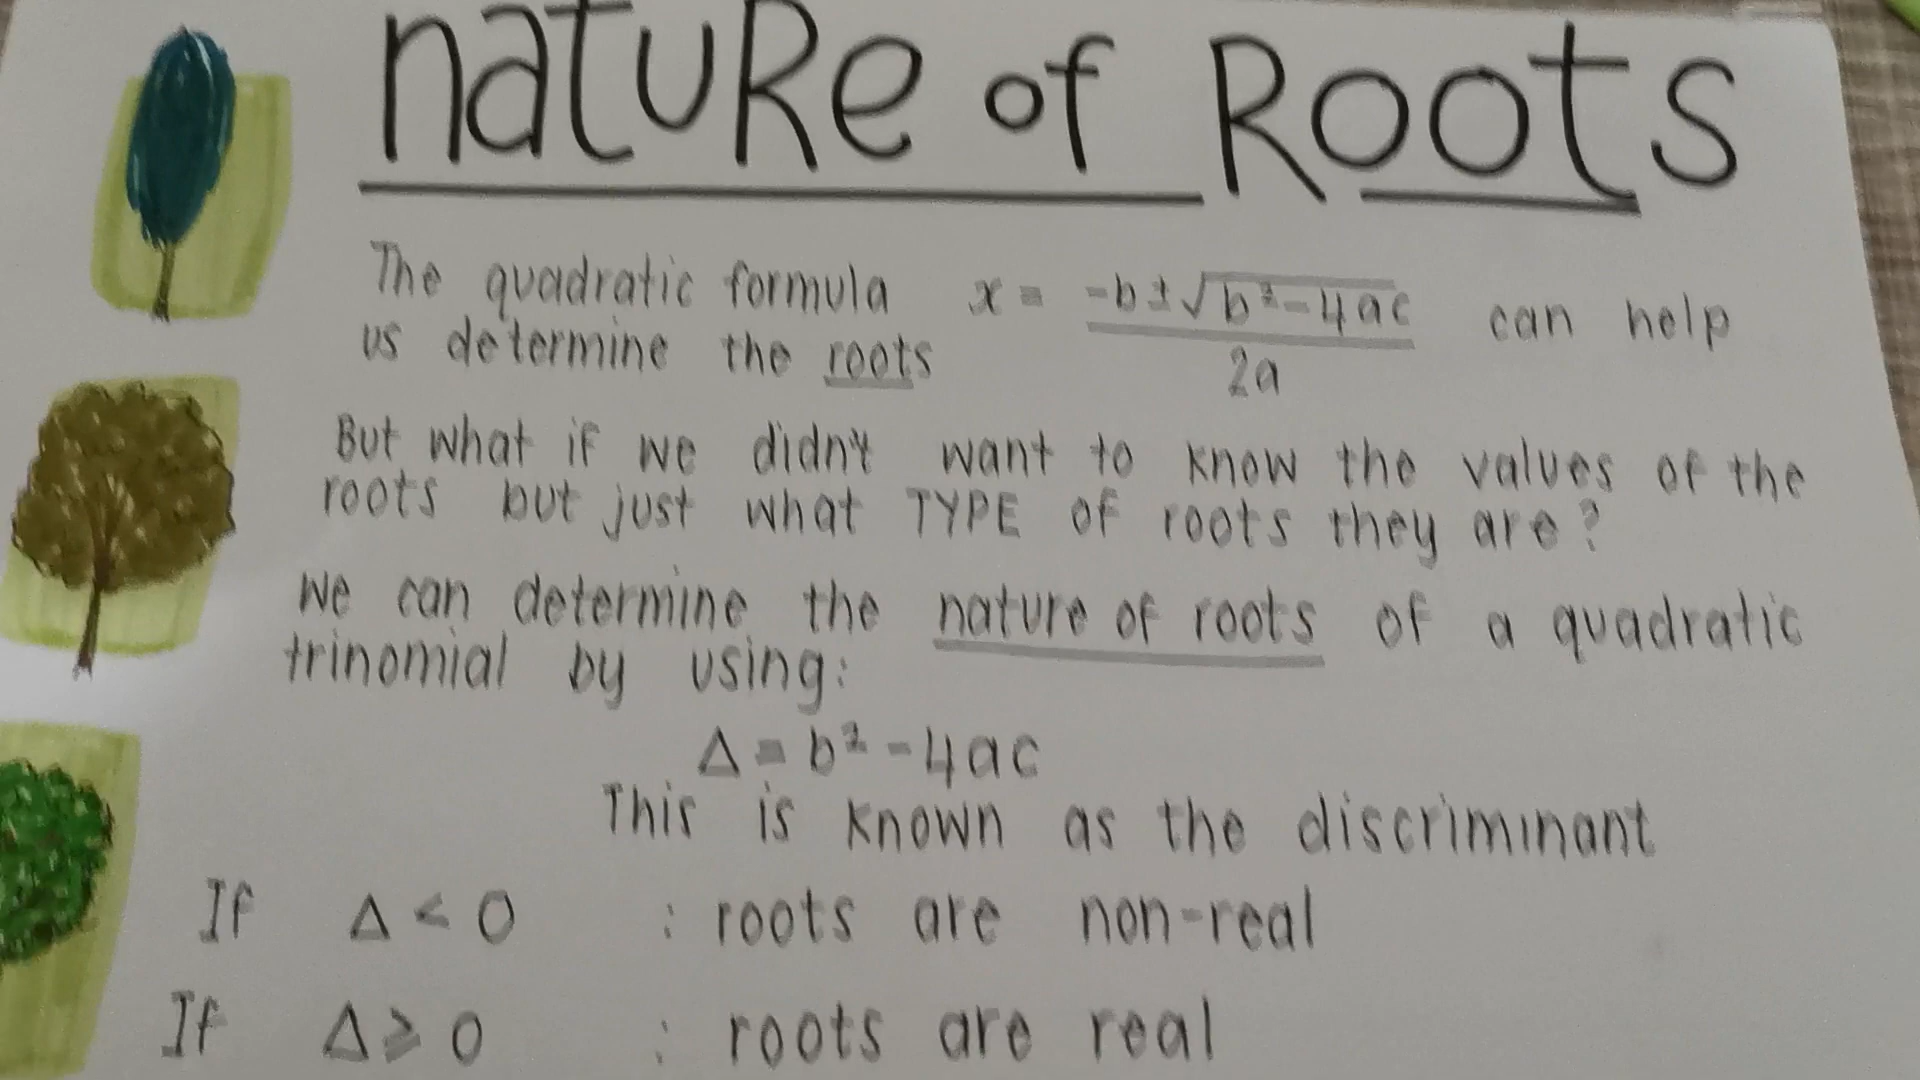 naTuRe of RooTs
The quadratic formula x = -b±√b²-4ac / 2a can help
us determine the roots
But what if we didn't want to know the values of the
roots but just what TYPE of roots they are?
We can determine the nature of roots of a quadratic
trinomial by using:
Δ = b² - 4ac
This is known as the discriminant
If Δ < 0 : roots are non-real
If Δ ⩾ 0 : roots are real